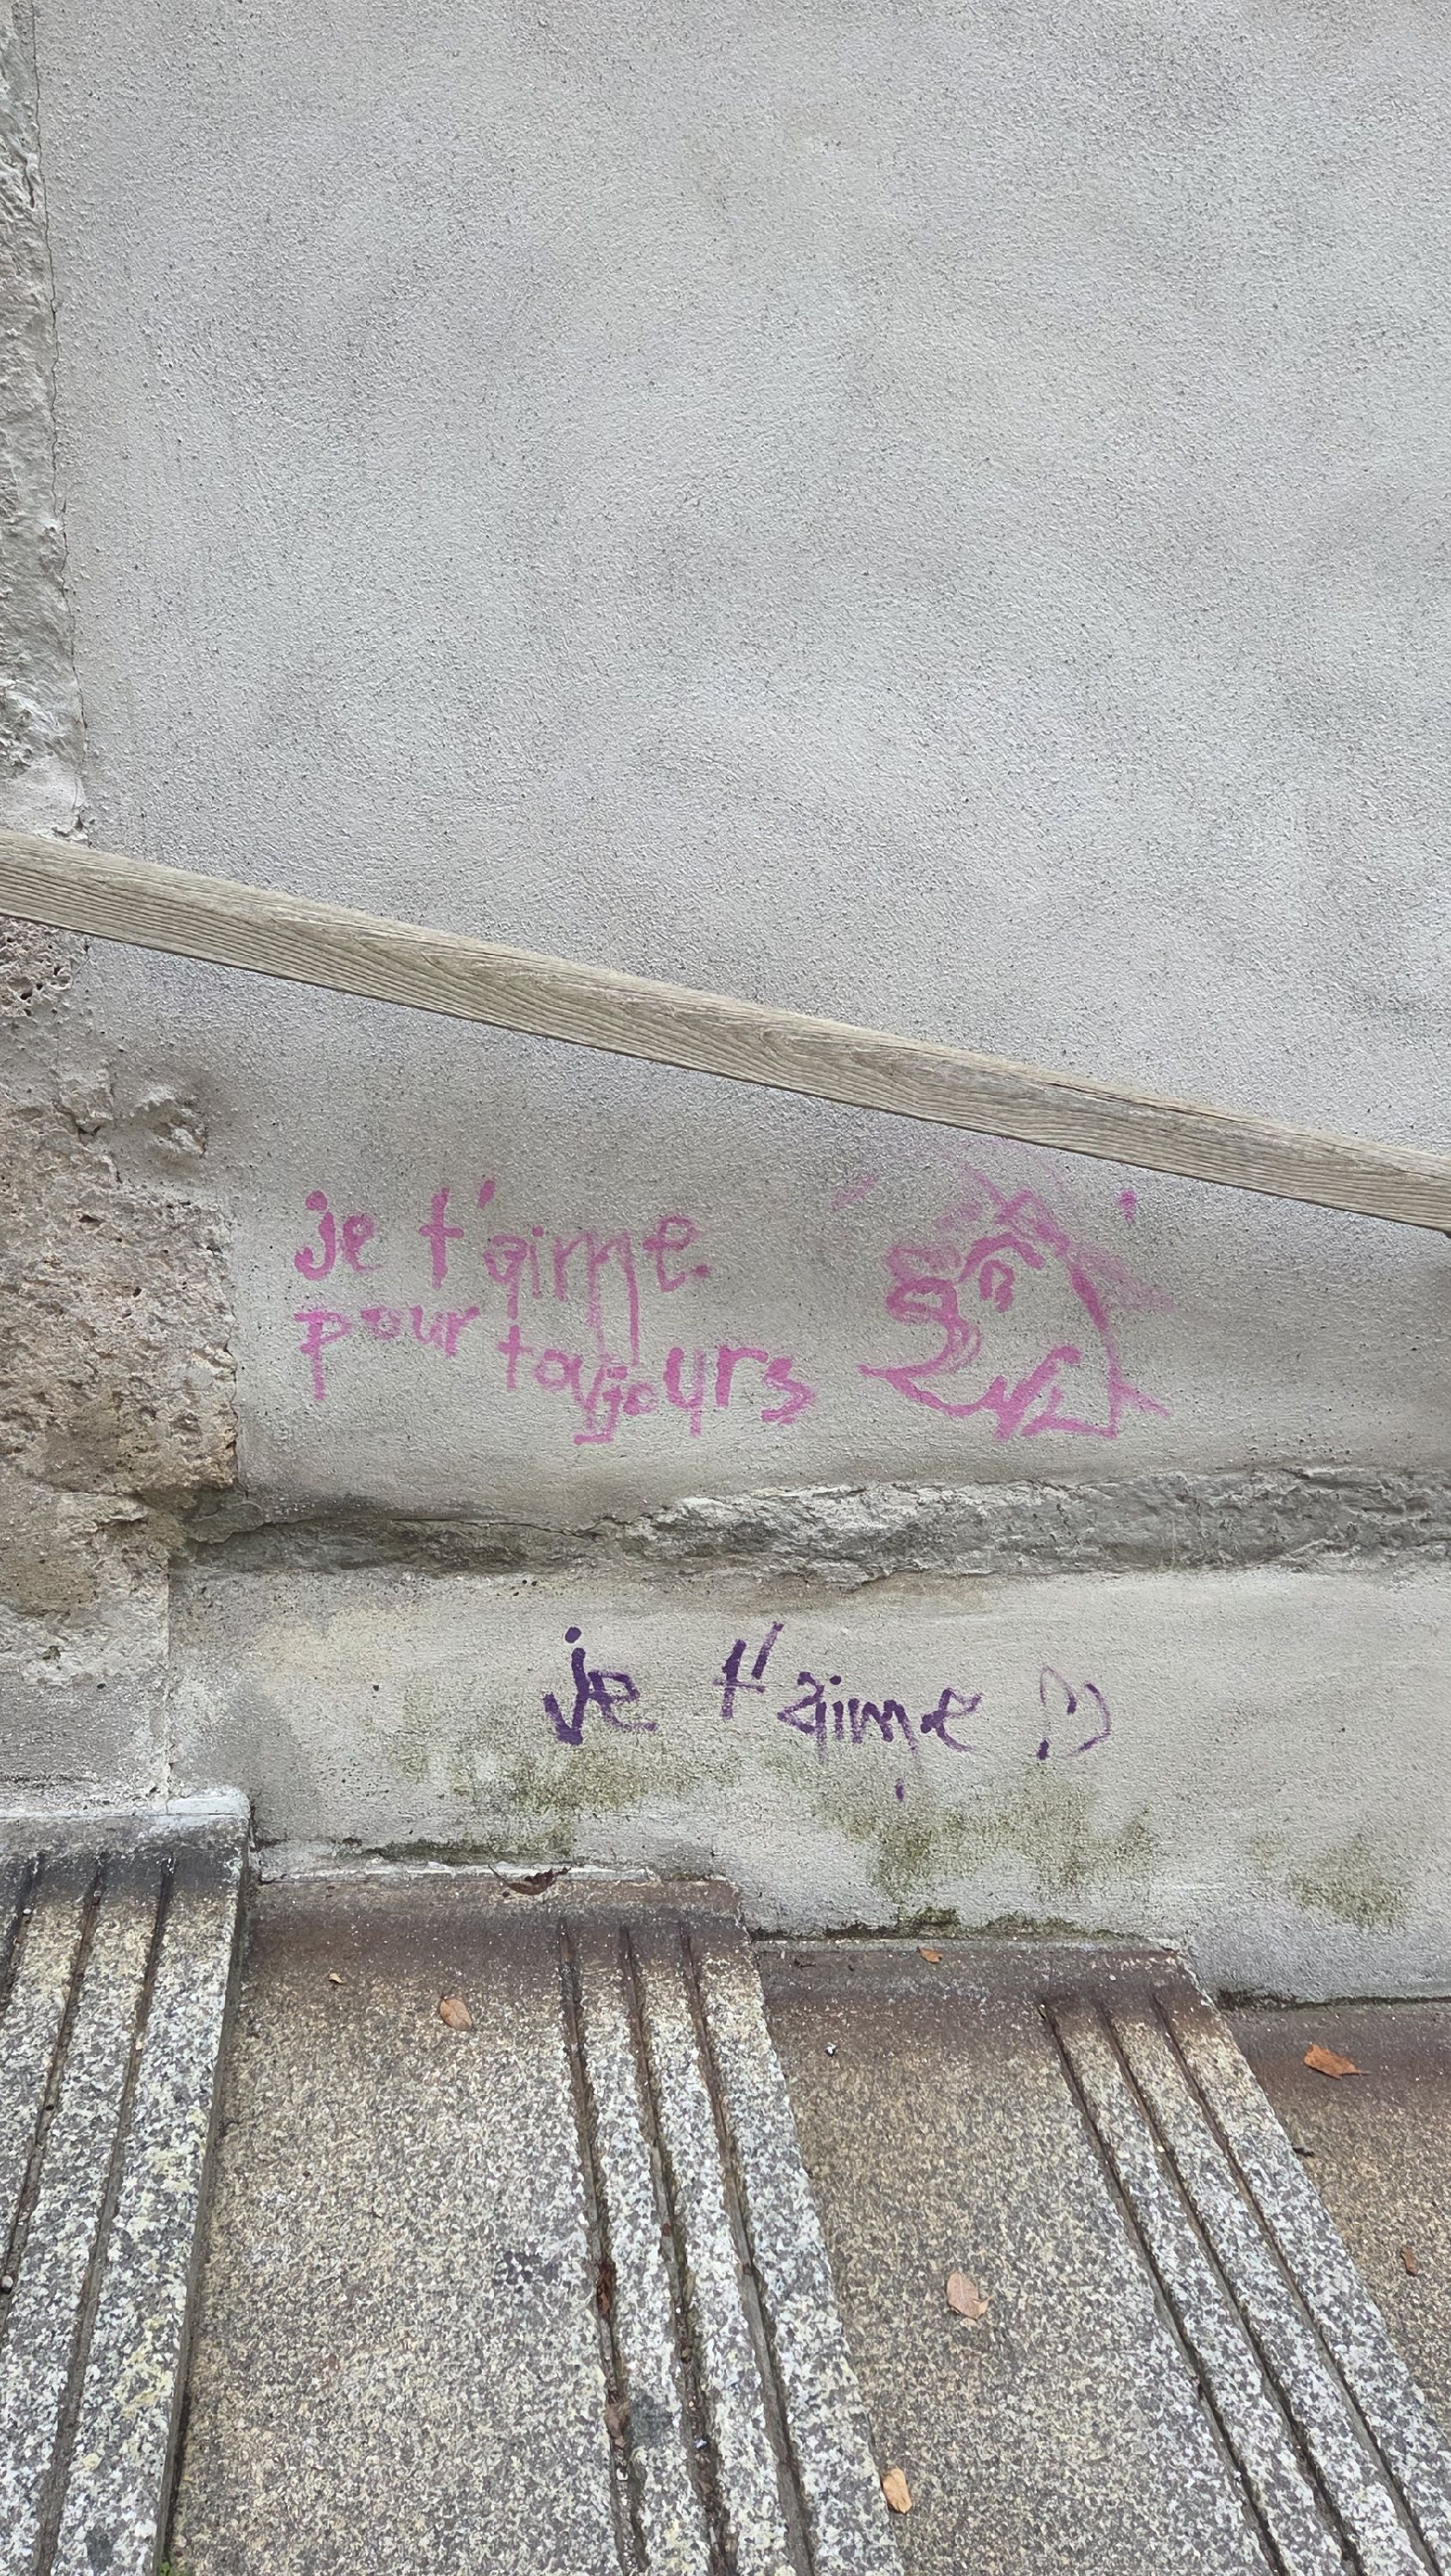 je t'aime.
pour toujours
je t'aime :)